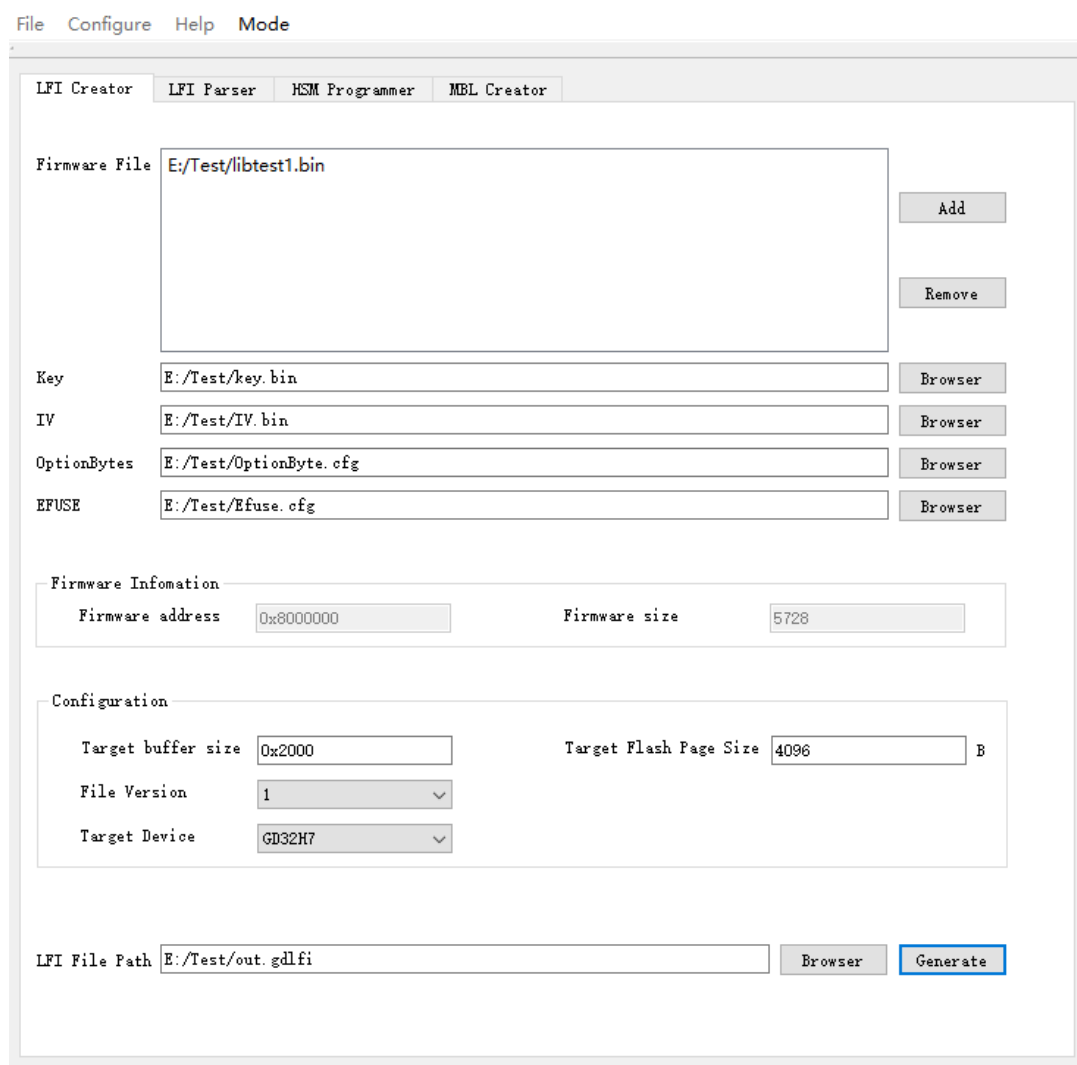 File Configure Help Mode
LFI Creator LFI Parser HSM Programmer MBL Creator
Firmware File E:/Test/libtest1.bin
Add
Remove
Key E:/Test/key.bin Browser
IV E:/Test/IV.bin Browser
OptionBytes E:/Test/OptionByte.cfg Browser
EFUSE E:/Test/Efuse.cfg Browser
Firmware Infomation
Firmware address 0x8000000 Firmware size 5728
Configuration
Target buffer size 0x2000 Target Flash Page Size 4096 B
File Version 1
Target Device GD32H7
LFI File Path E:/Test/out.gdlfi Browser Generate